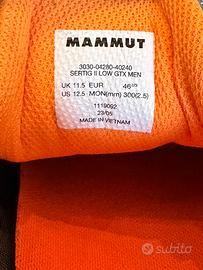 MAMMUT
3030-04280-40240
SERTIG II LOW GTX MEN
UK 11.5 EUR 46 2/3
US 12.5 MON(mm) 300(2.5)
1119092
23/05
MADE IN VIETNAM
subito